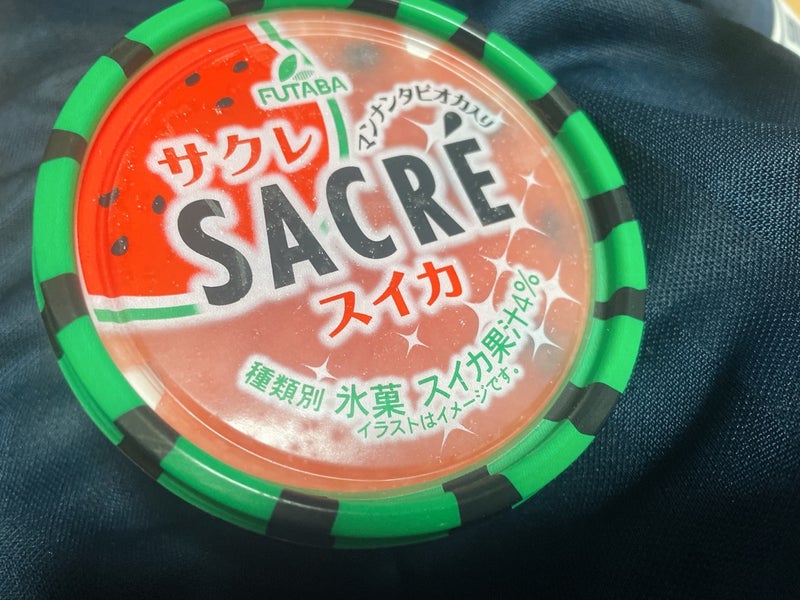 FUTABA
マンナンタピオカ入り
サクレ
SACRÉ
スイカ
種類別 氷菓 スイカ果汁4%
イラストはイメージです。